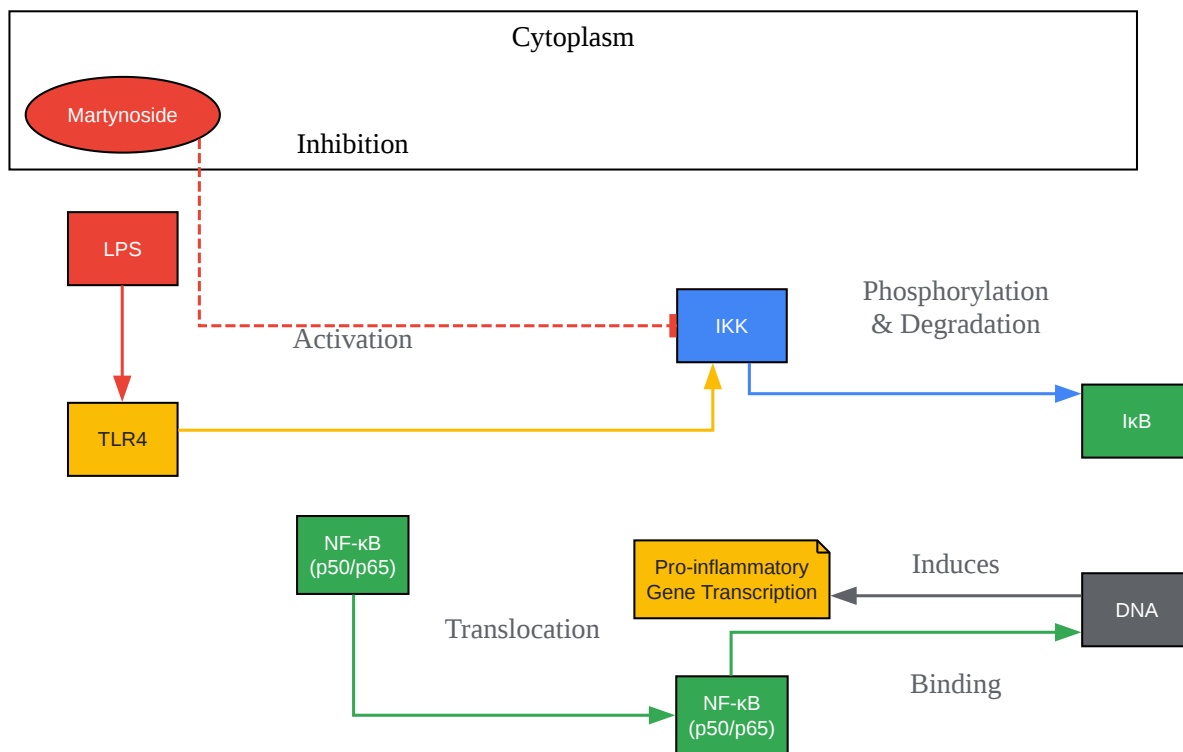 Cytoplasm
Martynoside
Inhibition
LPS
Activation
IKK
Phosphorylation
& Degradation
TLR4
IκB
NF-κB
(p50/p65)
Pro-inflammatory
Gene Transcription
Induces
DNA
Translocation
Binding
NF-κB
(p50/p65)